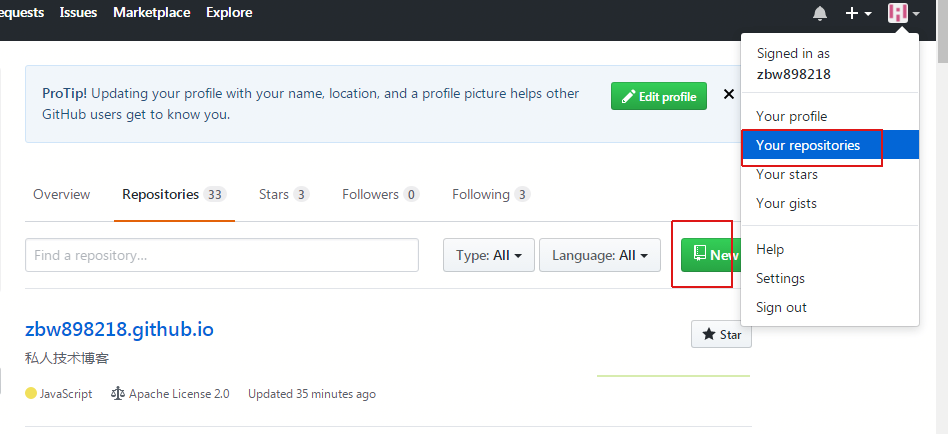 equests Issues Marketplace Explore
Signed in as
zbw898218
ProTip! Updating your profile with your name, location, and a profile picture helps other
GitHub users get to know you.
Edit profile
Your profile
Your repositories
Your stars
Your gists
Help
Settings
Sign out
Overview Repositories 33 Stars 3 Followers 0 Following 3
Find a repository... Type: All Language: All New
zbw898218.github.io
Star
私人技术博客
JavaScript Apache License 2.0 Updated 35 minutes ago